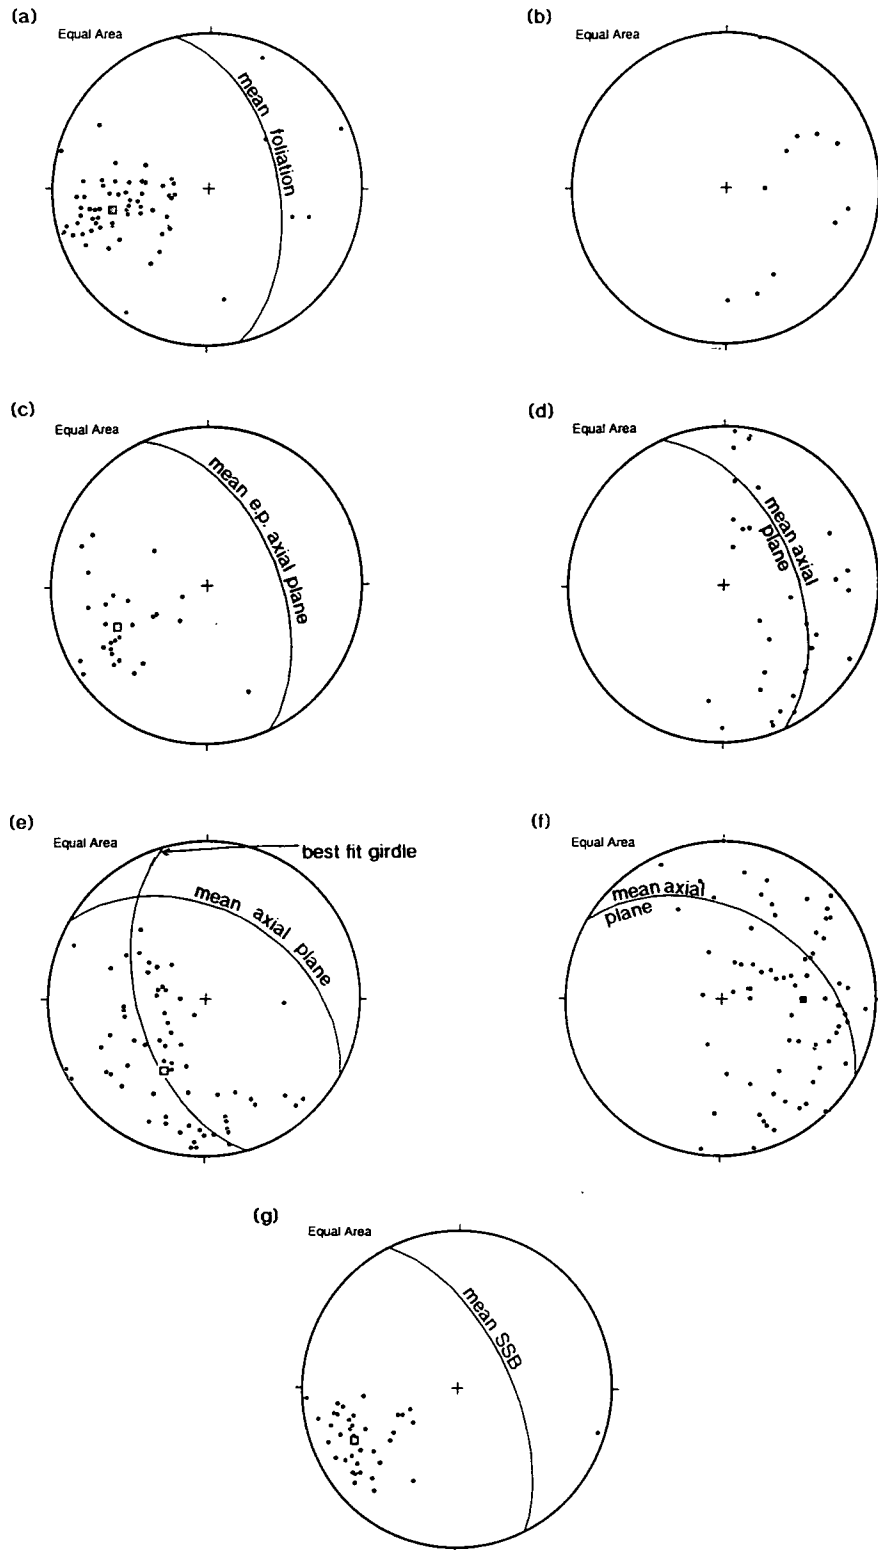 (a)
Equal Area
mean foliation
(b)
Equal Area
(c)
Equal Area
mean e.p. axial plane
(d)
Equal Area
mean axial
plane
(e)
Equal Area
best fit girdle
mean axial plane
(f)
Equal Area
mean axial
plane
(g)
Equal Area
mean SSB